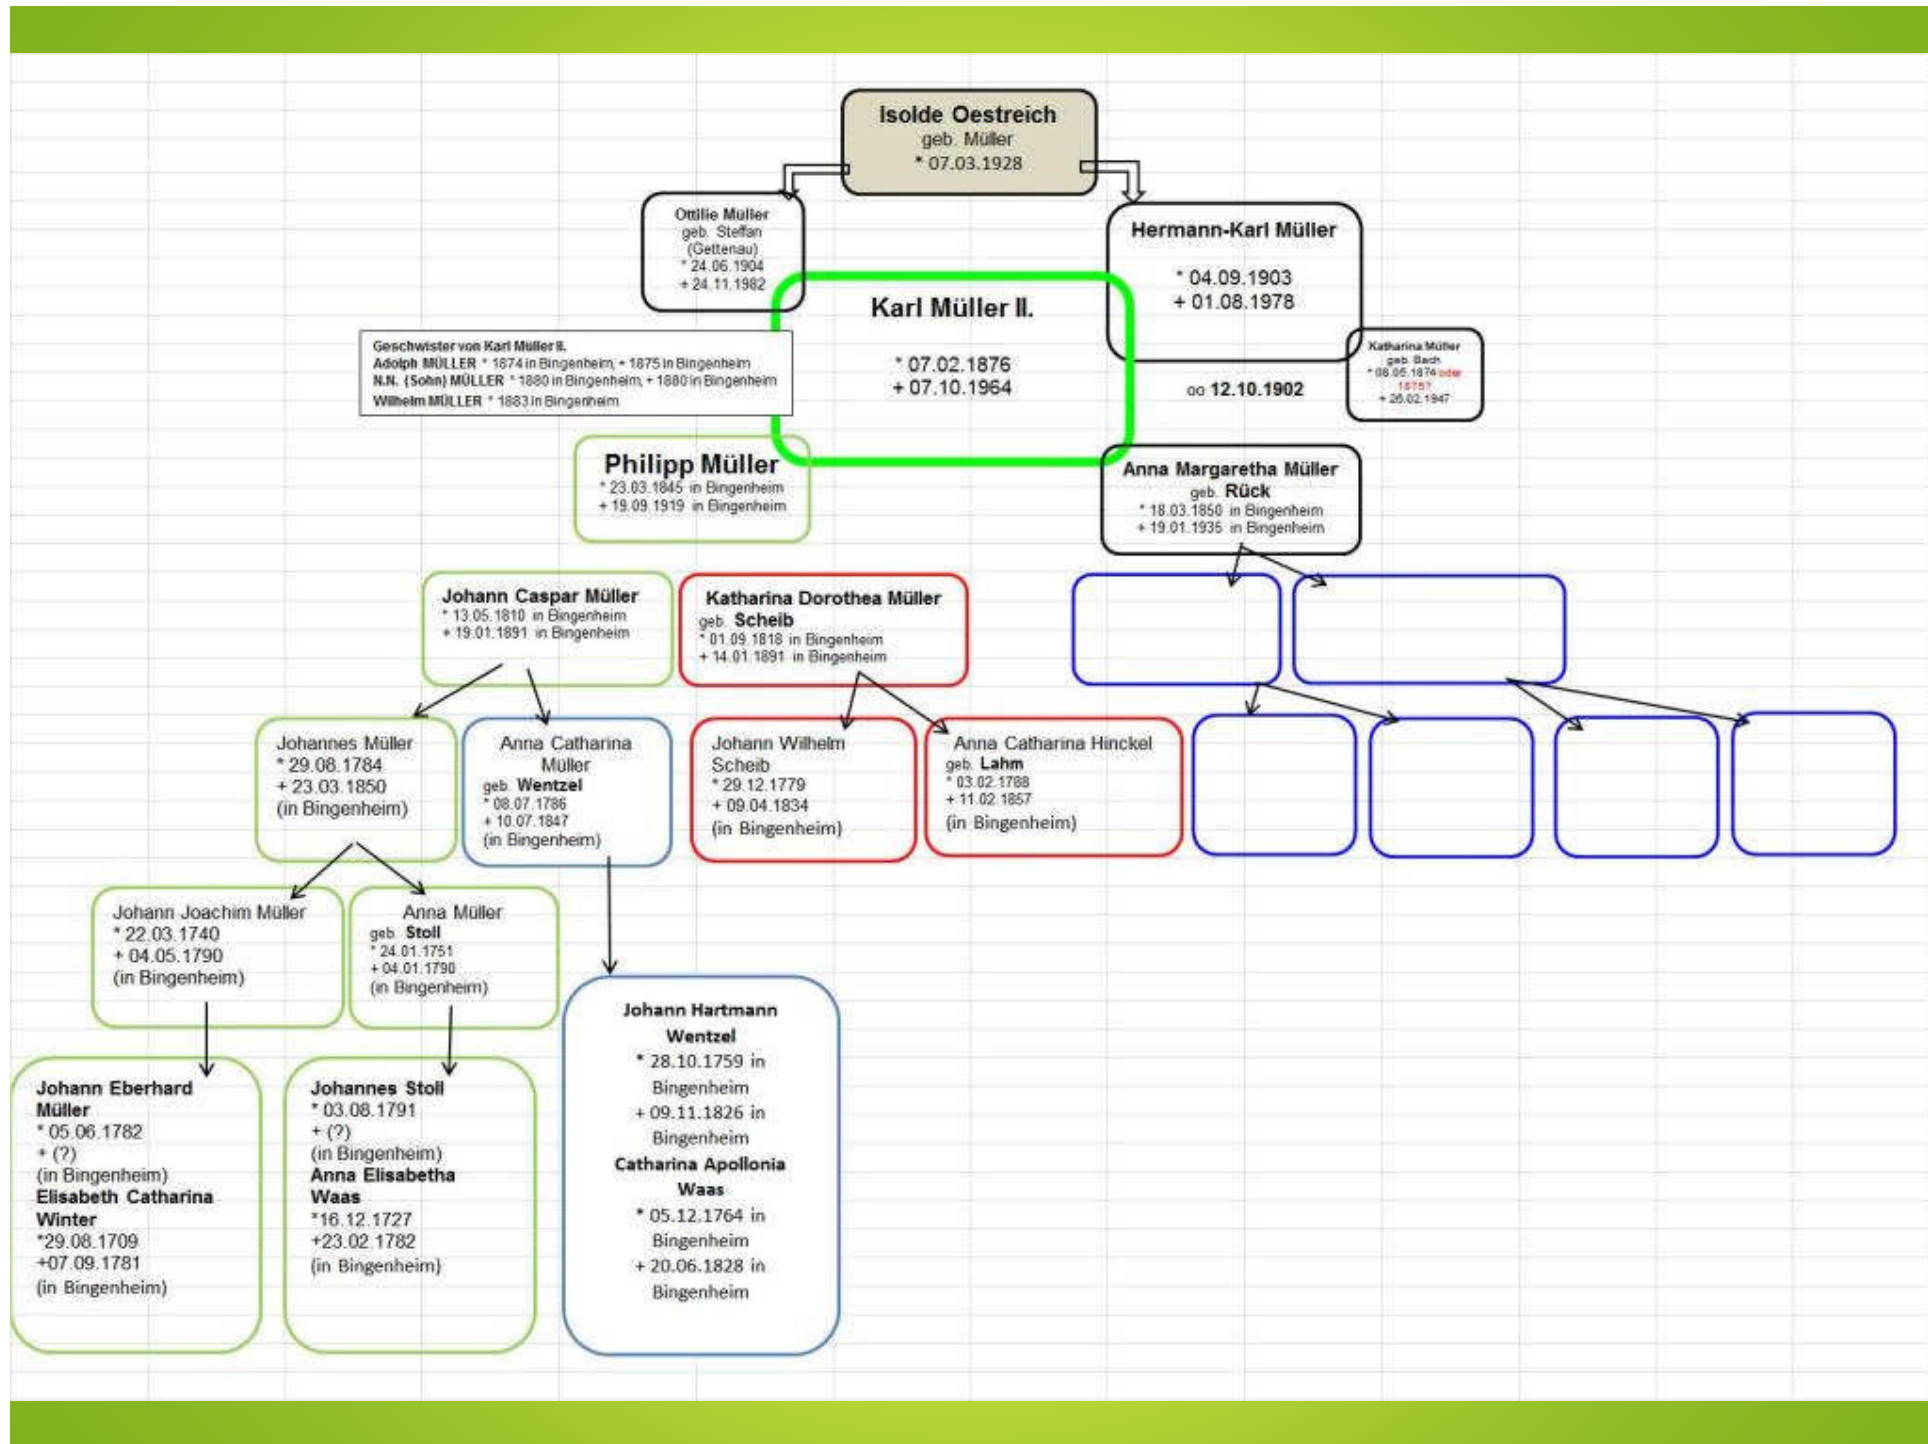 Isolde Oestreich
geb. Müller
* 07.03.1928
Ottilie Müller
geb. Steffan
(Gettenau)
* 24.06.1904
+ 24.11.1982
Hermann-Karl Müller
* 04.09.1903
+ 01.08.1978
Karl Müller II.
* 07.02.1876
+ 07.10.1964
Geschwister von Karl Müller II.
Adolph MÜLLER * 1874 in Bingenheim, + 1875 in Bingenheim
N.N. (Sohn) MÜLLER * 1880 in Bingenheim, + 1880 in Bingenheim
Wilhelm MÜLLER * 1883 in Bingenheim
oo 12.10.1902
Katharina Müller
geb. Bach
* 08.05.1874 oder
1875?
+ 26.02.1947
Philipp Müller
* 23.03.1845 in Bingenheim
+ 19.09.1919 in Bingenheim
Anna Margaretha Müller
geb. Rück
* 18.03.1850 in Bingenheim
+ 19.01.1935 in Bingenheim
Johann Caspar Müller
* 13.05.1810 in Bingenheim
+ 19.01.1891 in Bingenheim
Katharina Dorothea Müller
geb. Scheib
* 01.09.1818 in Bingenheim
+ 14.01.1891 in Bingenheim
Johannes Müller
* 29.08.1784
+ 23.03.1850
(in Bingenheim)
Anna Catharina
Müller
geb. Wentzel
* 08.07.1786
+ 10.07.1847
(in Bingenheim)
Johann Wilhelm
Scheib
* 29.12.1779
+ 09.04.1834
(in Bingenheim)
Anna Catharina Hinckel
geb. Lahm
* 03.02.1788
+ 11.02.1857
(in Bingenheim)
Johann Joachim Müller
* 22.03.1740
+ 04.05.1790
(in Bingenheim)
Anna Müller
geb. Stoll
* 24.01.1751
+ 04.01.1790
(in Bingenheim)
Johann Eberhard
Müller
* 05.06.1782
+ (?)
(in Bingenheim)
Elisabeth Catharina
Winter
*29.08.1709
+07.09.1781
(in Bingenheim)
Johannes Stoll
* 03.08.1791
+ (?)
(in Bingenheim)
Anna Elisabetha
Waas
*16.12.1727
+23.02.1782
(in Bingenheim)
Johann Hartmann
Wentzel
* 28.10.1759 in
Bingenheim
+ 09.11.1826 in
Bingenheim
Catharina Apollonia
Waas
* 05.12.1764 in
Bingenheim
+ 20.06.1828 in
Bingenheim